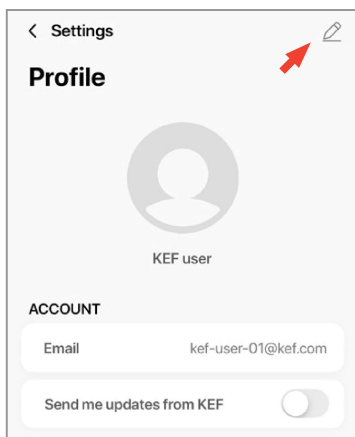 Settings
Profile
KEF user
ACCOUNT
Email kef-user-01@kef.com
Send me updates from KEF